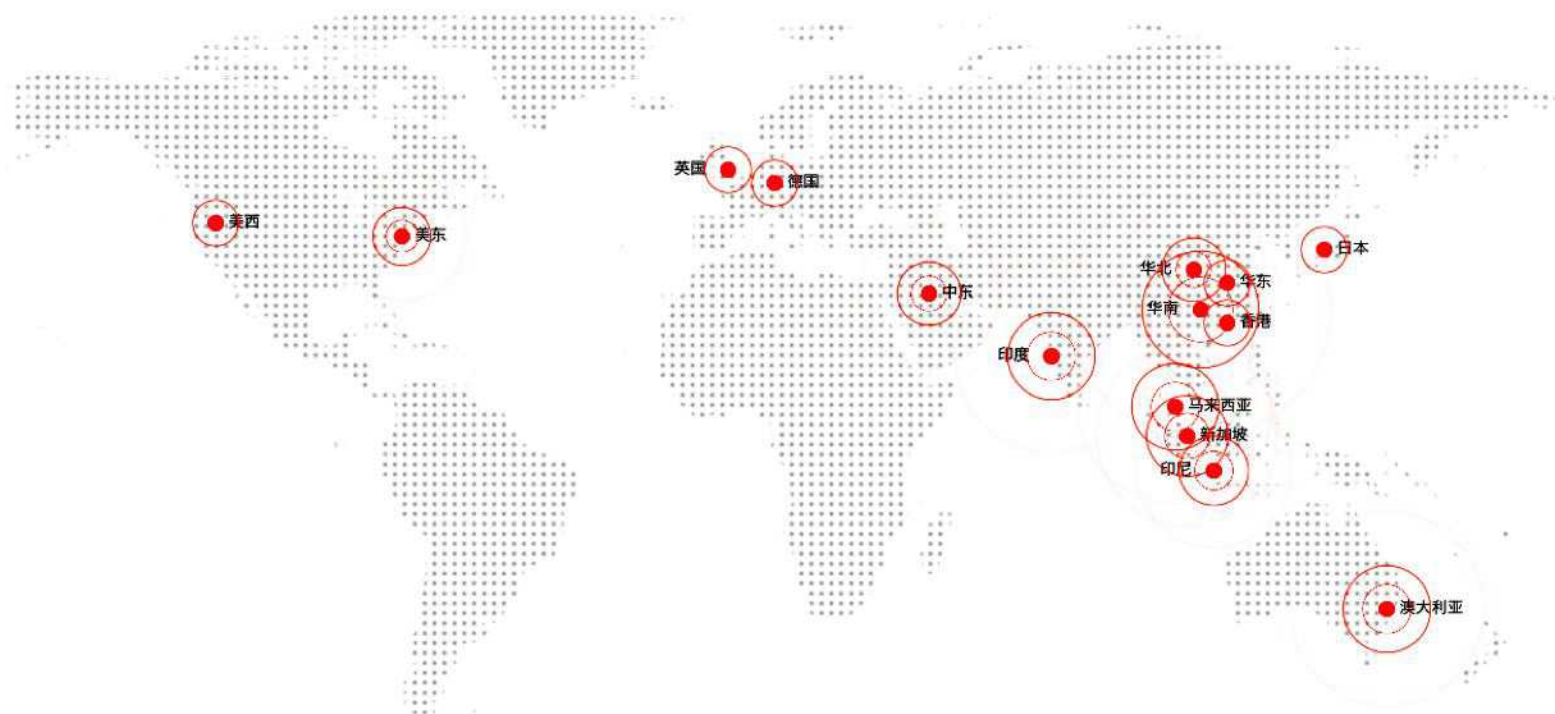 英国
德国
美西
美东
日本
华北
华东
中东
华南
香港
印度
马来西亚
新加坡
印尼
澳大利亚